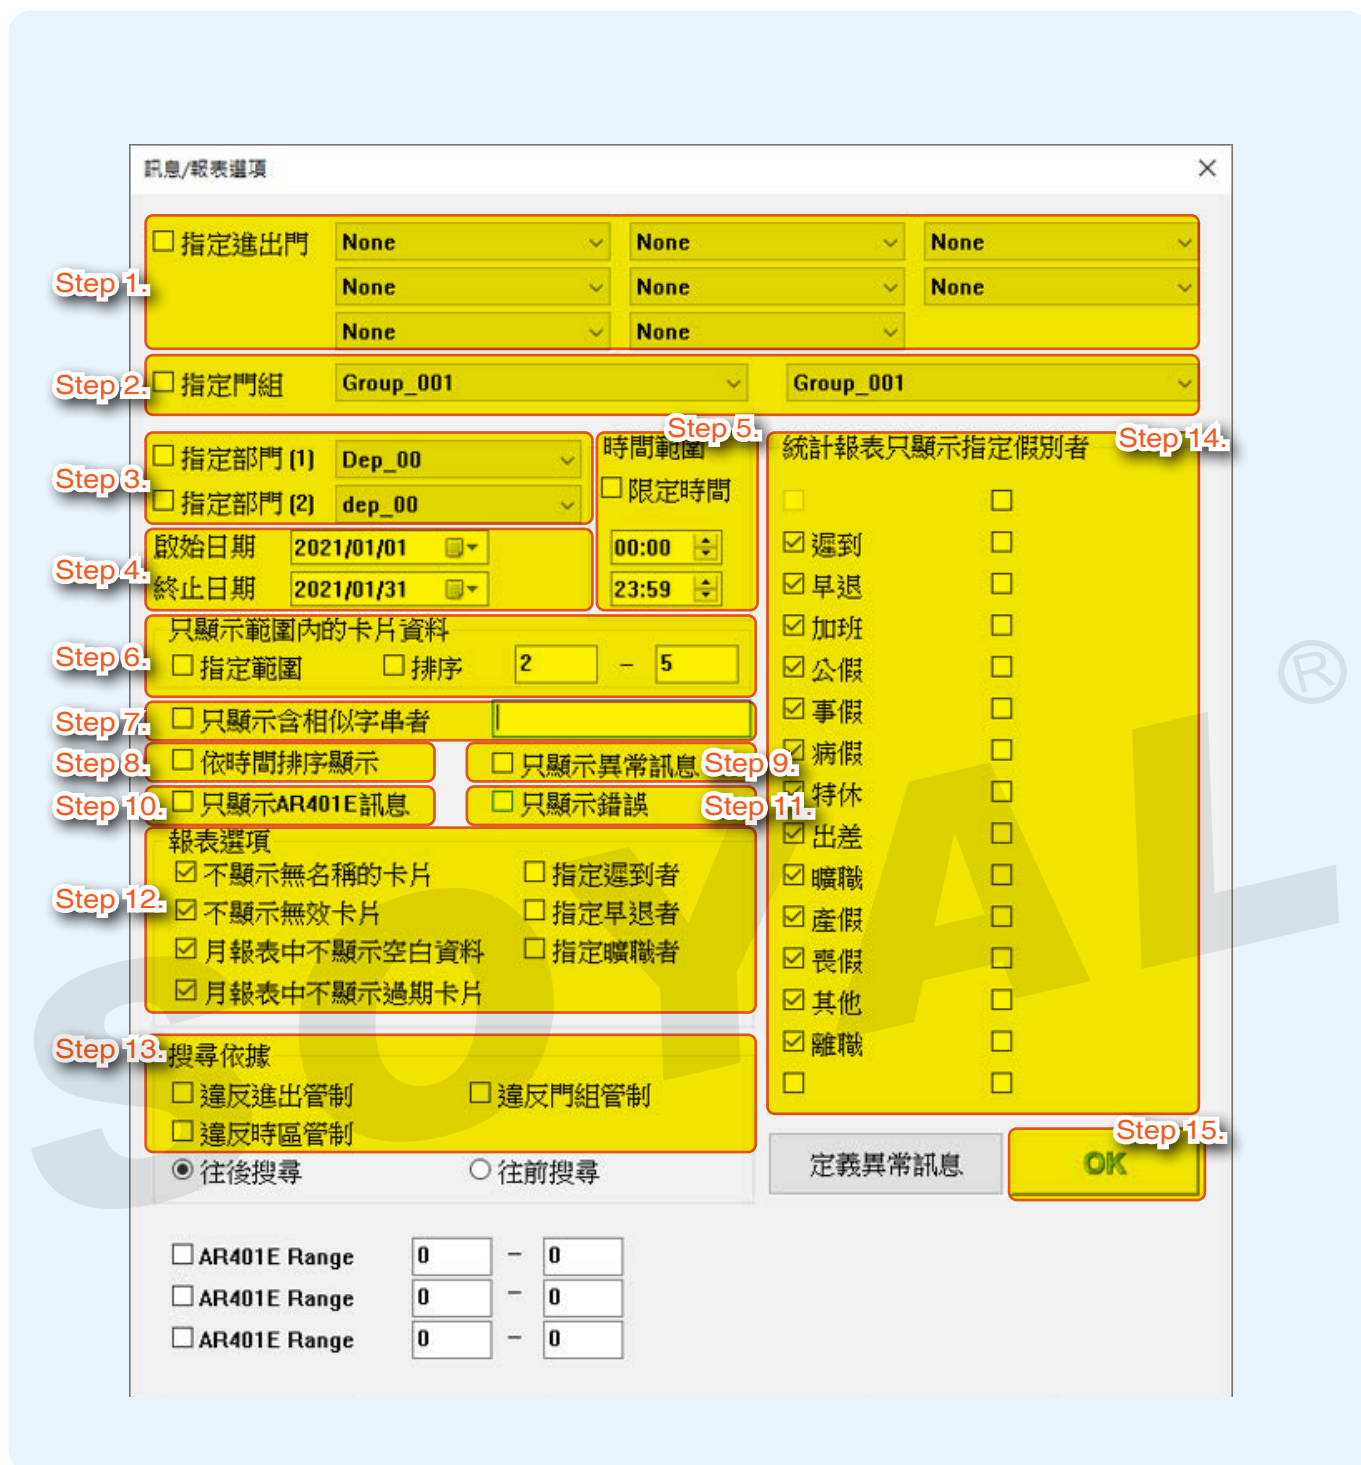 訊息/報表選項
Step 1.
指定進出門 None None None
None None None
None None
Step 2.
指定門組 Group_001 Group_001
Step 3.
指定部門 (1) Dep_00
指定部門 (2) dep_00
Step 4.
啟始日期 2021/01/01
終止日期 2021/01/31
Step 5.
時間範圍
限定時間
00:00
23:59
Step 6.
只顯示範圍內的卡片資料
指定範圍 排序 2 – 5
Step 7.
只顯示含相似字串者
Step 8.
依時間排序顯示
Step 9.
只顯示異常訊息
Step 10.
只顯示AR401E訊息
Step 11.
只顯示錯誤
Step 12.
報表選項
不顯示無名稱的卡片 指定遲到者
不顯示無效卡片 指定早退者
月報表中不顯示空白資料 指定曠職者
月報表中不顯示過期卡片
Step 13.
搜尋依據
違反進出管制 違反門組管制
違反時區管制
往後搜尋 往前搜尋
Step 14.
統計報表只顯示指定假別者
遲到
早退
加班
公假
事假
病假
特休
出差
曠職
產假
喪假
其他
離職
Step 15.
定義異常訊息 OK
AR401E Range 0 – 0
AR401E Range 0 – 0
AR401E Range 0 – 0
SOYAL®